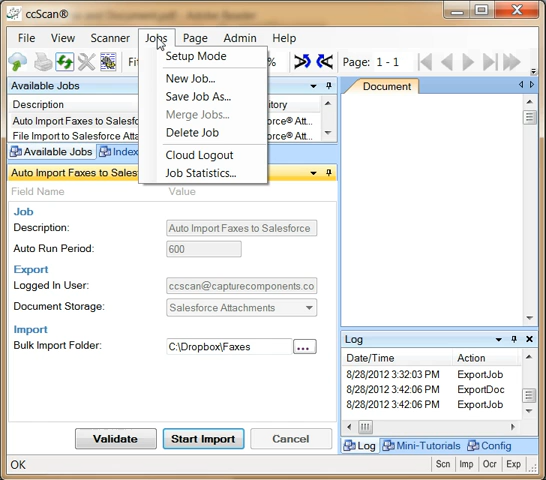 ccScan®
File View Scanner Jobs Page Admin Help
Page: 1 - 1
Setup Mode
New Job...
Save Job As...
Merge Jobs...
Delete Job
Cloud Logout
Job Statistics...
Available Jobs
Description
Auto Import Faxes to Salesfo
File Import to Salesforce Atta
Available Jobs Index
Auto Import Faxes to Sales
Field Name Value
Job
Description: Auto Import Faxes to Salesforce
Auto Run Period: 600
Export
Logged In User: ccscan@capturecomponents.co
Document Storage: Salesforce Attachments
Import
Bulk Import Folder: C:\Dropbox\Faxes ...
Validate Start Import Cancel
Document
Log
Date/Time Action
8/28/2012 3:32:03 PM ExportJob
8/28/2012 3:42:06 PM ExportDoc
8/28/2012 3:42:06 PM ExportJob
Log Mini-Tutorials Config
OK Scn Imp Ocr Exp